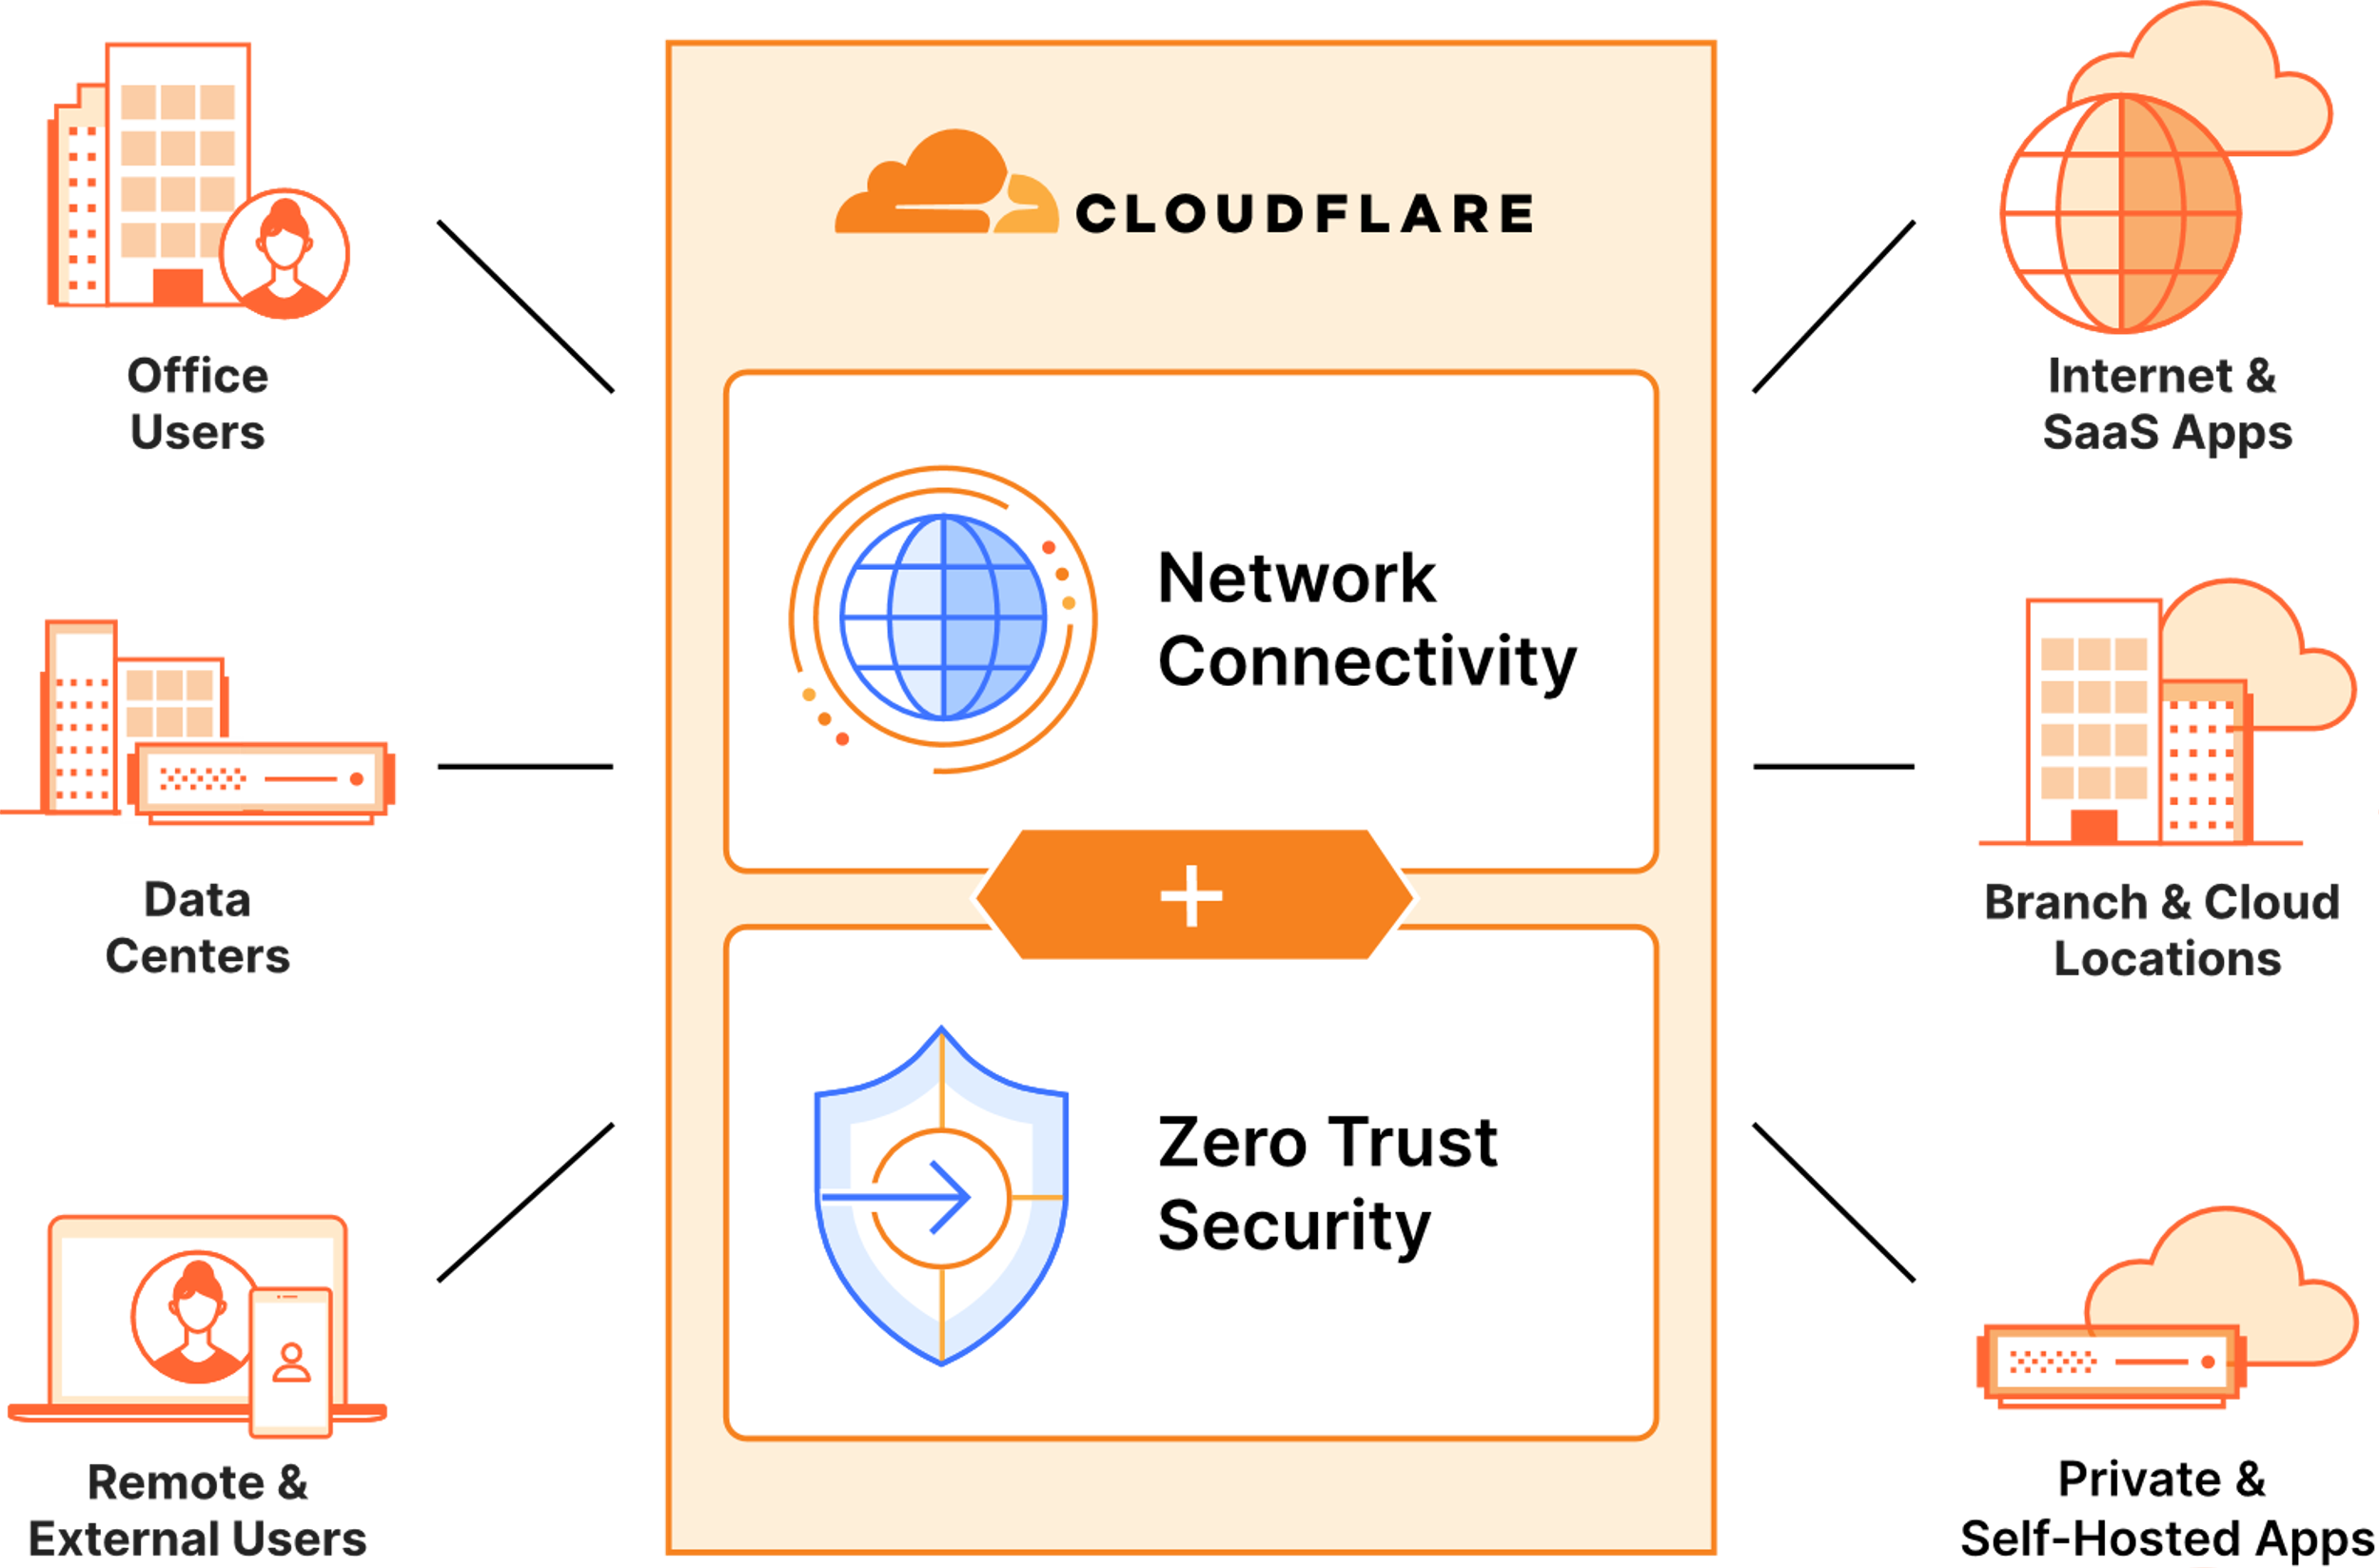 Office
Users
Data
Centers
Remote &
External Users
CLOUDFLARE
Network
Connectivity
+
Zero Trust
Security
Internet &
SaaS Apps
Branch & Cloud
Locations
Private &
Self-Hosted Apps